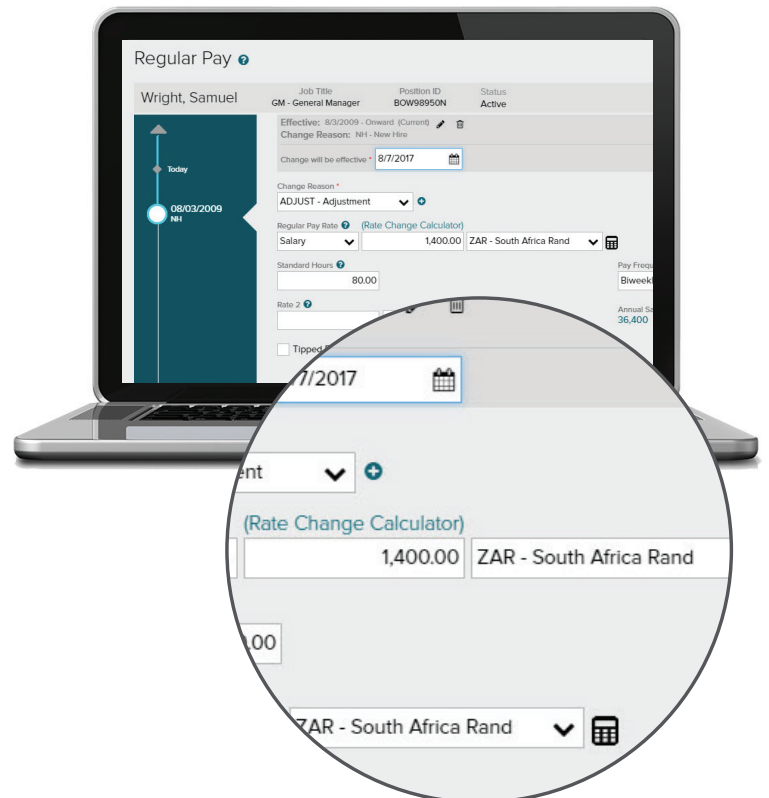 Regular Pay
Wright, Samuel
Job Title
GM - General Manager
Position ID
BOW98950N
Status
Active
Today
08/03/2009
NH
Effective: 8/3/2009 - Onward (Current)
Change Reason: NH - New Hire
Change will be effective * 8/7/2017
Change Reason *
ADJUST - Adjustment
Regular Pay Rate (Rate Change Calculator)
Salary 1,400.00 ZAR - South Africa Rand
Standard Hours
80.00
Pay Frequ
Biweekl
Rate 2
Annual Sa
36,400
Tipped
/7/2017
ent
(Rate Change Calculator)
1,400.00 ZAR - South Africa Rand
.00
ZAR - South Africa Rand